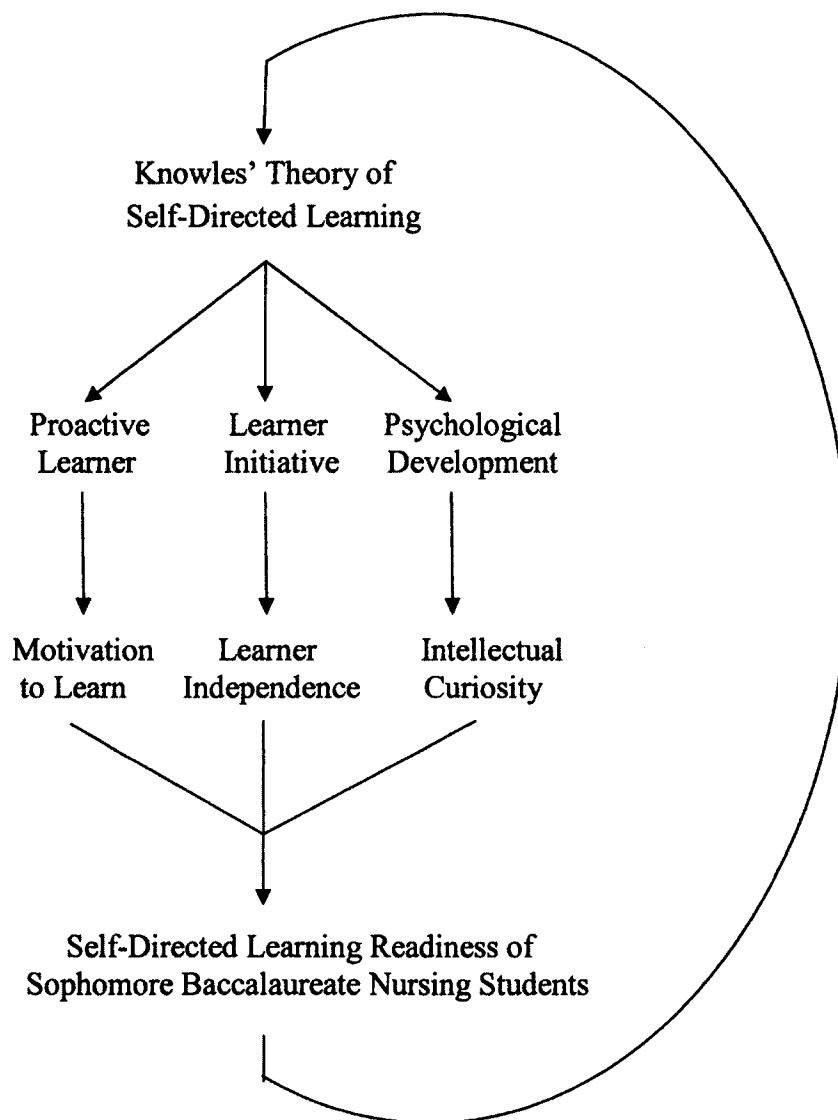 Knowles' Theory of
Self-Directed Learning
Proactive
Learner
Learner
Initiative
Psychological
Development
Motivation
to Learn
Learner
Independence
Intellectual
Curiosity
Self-Directed Learning Readiness of
Sophomore Baccalaureate Nursing Students